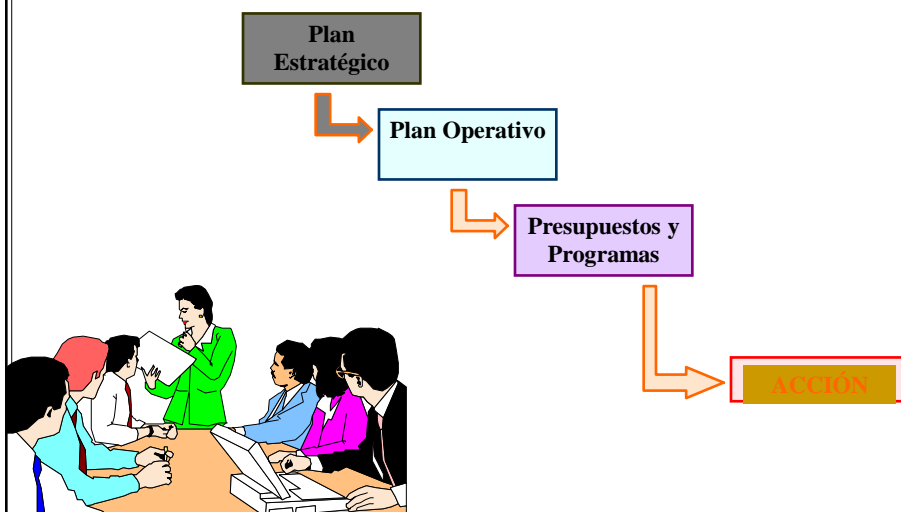 Plan
Estratégico
Plan Operativo
Presupuestos y
Programas
ACCIÓN